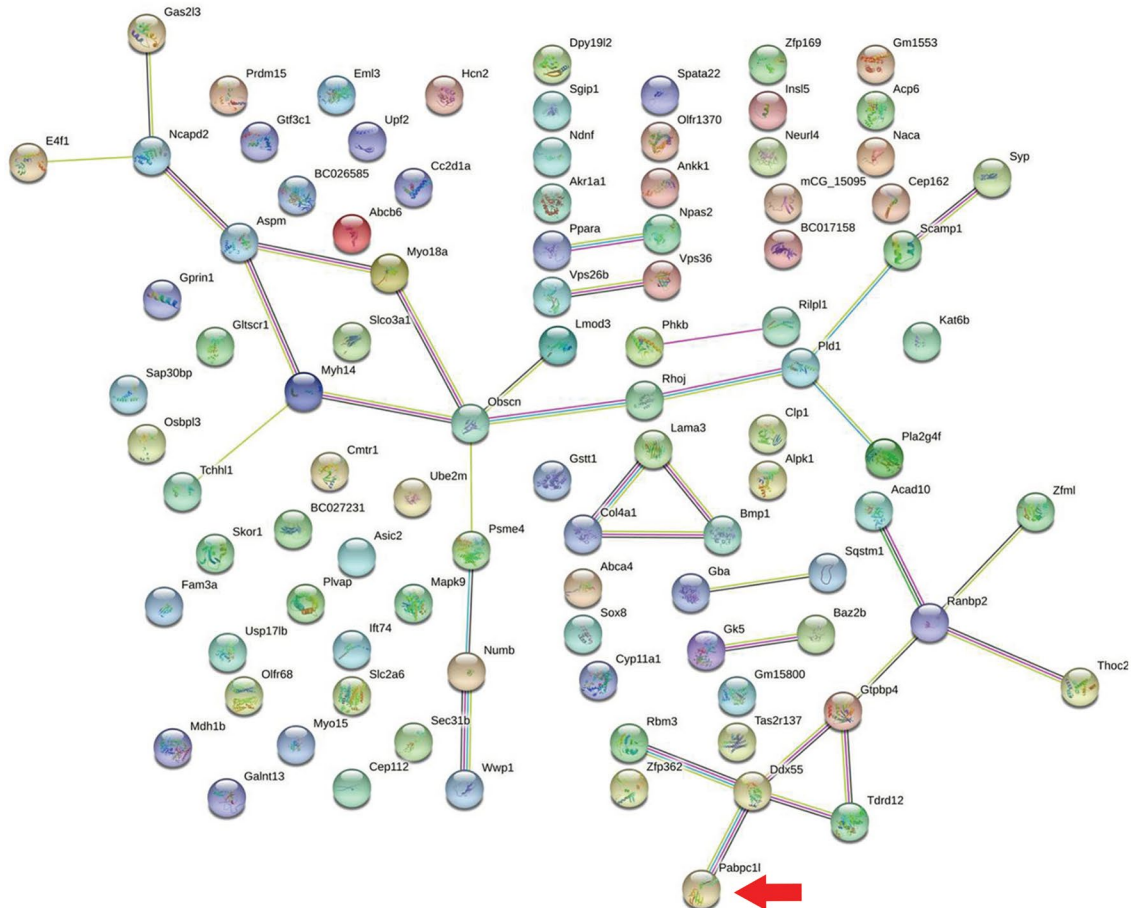 Gas2l3
Dpy19l2
Zfp169
Gm1553
Prdm15
Eml3
Hcn2
Spata22
Sgip1
Insl5
Acp6
E4f1
Ncapd2
Gtf3c1
Upf2
Olfr1370
Ndnf
Neurl4
Naca
Syp
BC026585
Cc2d1a
Ankk1
Akr1a1
mCG_15095
Cep162
Aspm
Abcb6
Npas2
Ppara
BC017158
Scamp1
Myo18a
Vps36
Vps26b
Gprin1
Gltscr1
Slco3a1
Lmod3
Phkb
Rilpl1
Kat6b
Pld1
Sap30bp
Myh14
Obscn
Rhoj
Osbpl3
Clp1
Lama3
Pla2g4f
Tchhl1
Cmtr1
Ube2m
Gstt1
Alpk1
Acad10
Zfml
BC027231
Col4a1
Bmp1
Skor1
Asic2
Psme4
Sqstm1
Abca4
Gba
Fam3a
Plvap
Mapk9
Ranbp2
Sox8
Gk5
Baz2b
Usp17lb
Ift74
Numb
Cyp11a1
Thoc2
Olfr68
Slc2a6
Gm15800
Gtpbp4
Mdh1b
Myo15
Sec31b
Rbm3
Tas2r137
Galnt13
Cep112
Wwp1
Zfp362
Ddx55
Tdrd12
Pabpc1l